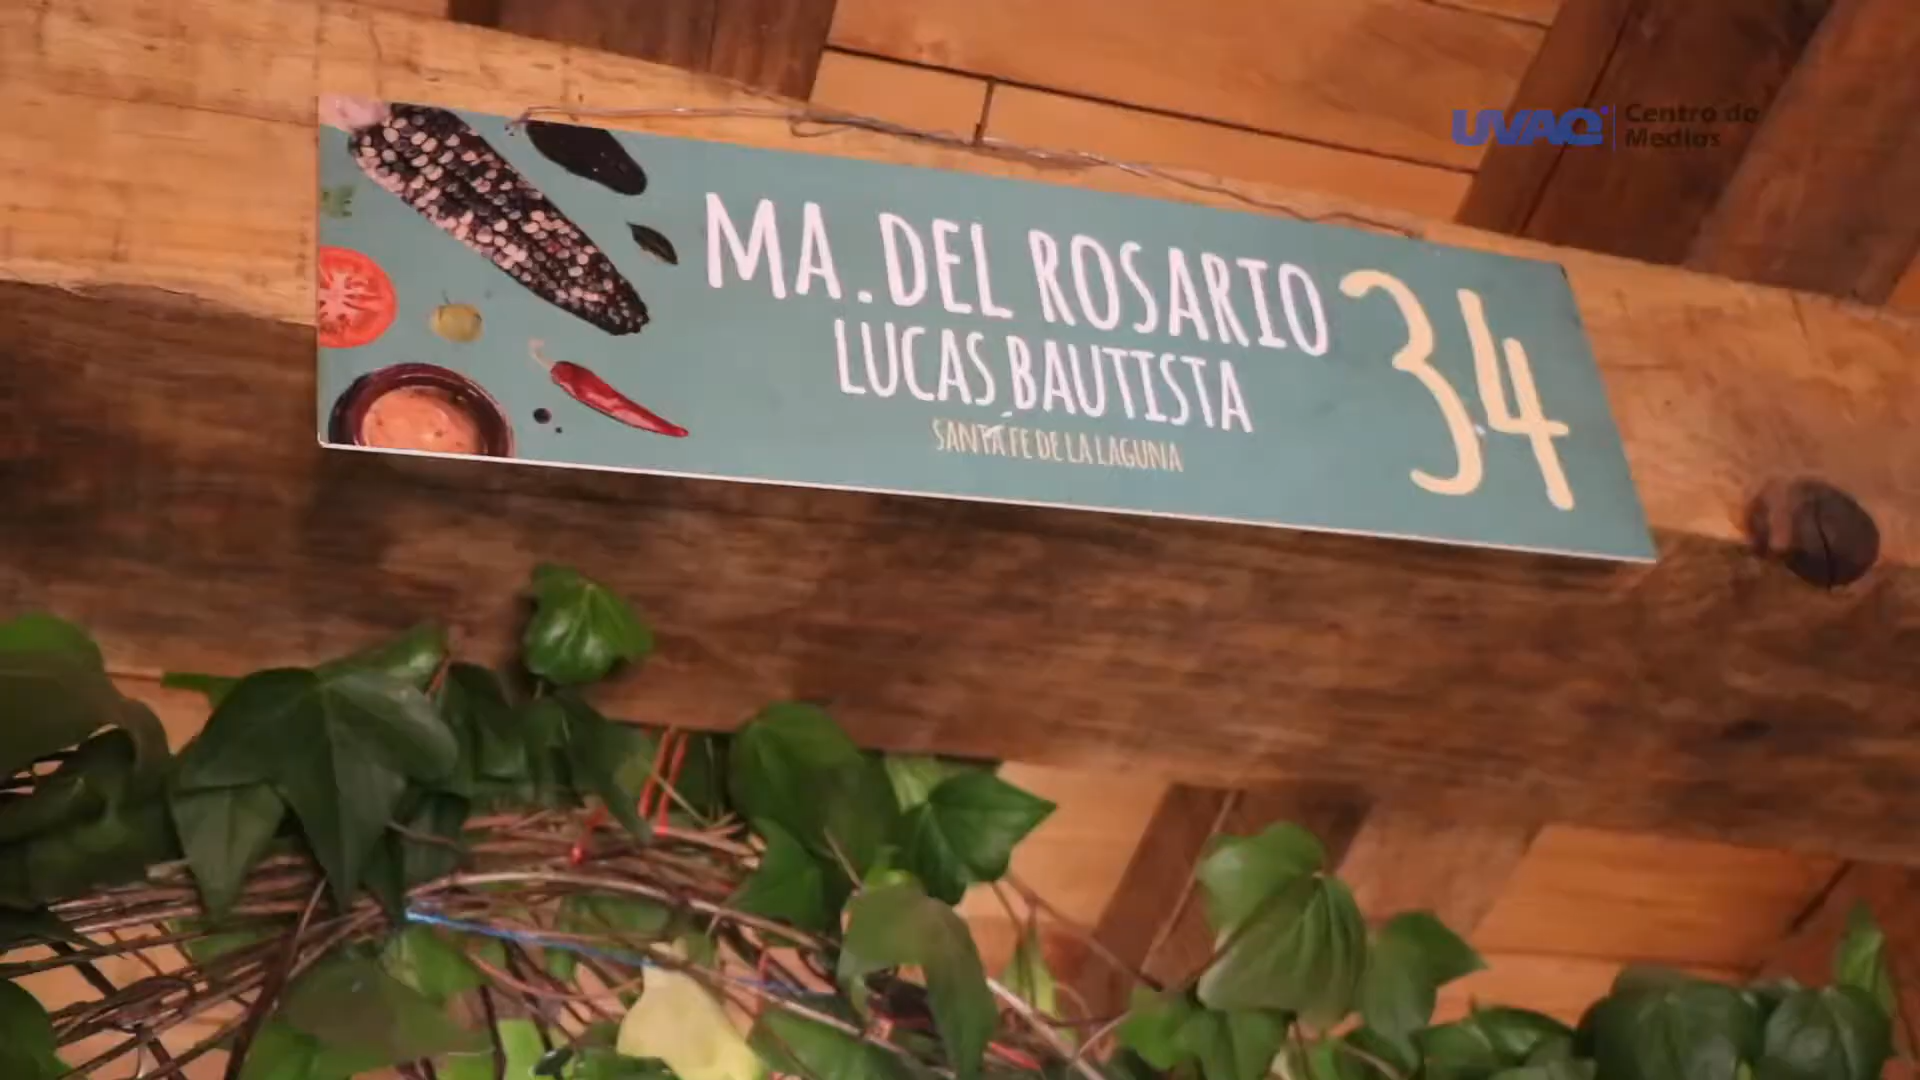 UVAQ Centro de Medios
MA. DEL ROSARIO
LUCAS BAUTISTA
SANTA FE DE LA LAGUNA
34